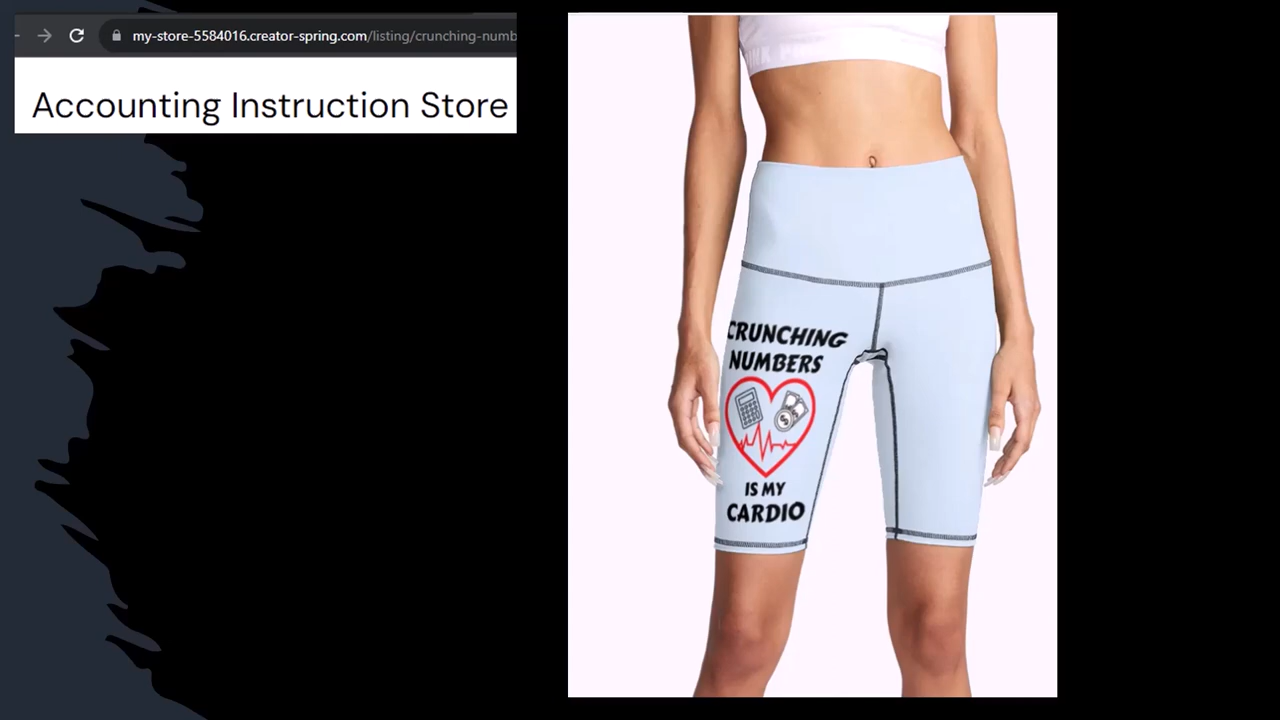 my-store-5584016.creator-spring.com/listing/crunching-numb
Accounting Instruction Store
CRUNCHING
NUMBERS
IS MY
CARDIO